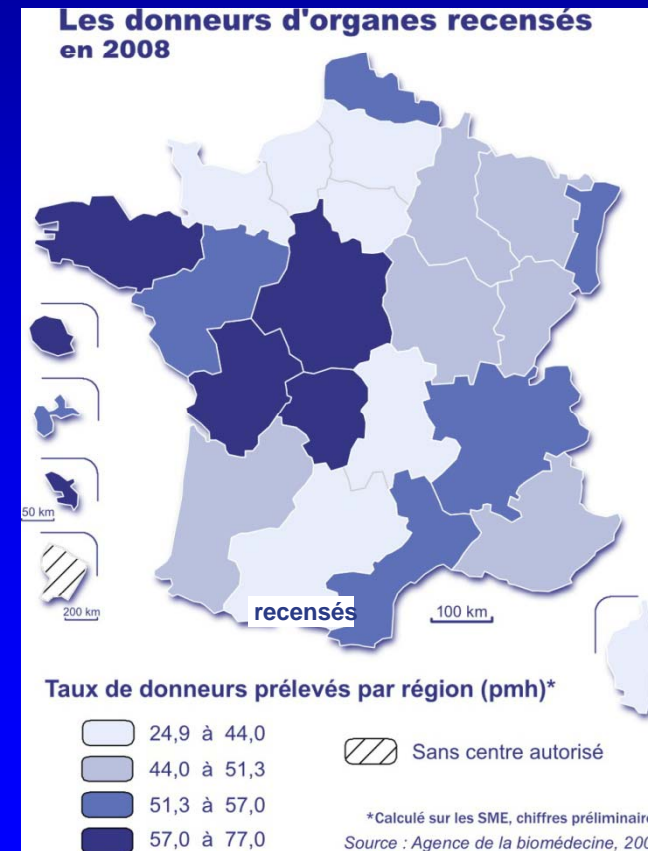 Les donneurs d'organes recensés
en 2008
50 km
200 km
recensés
100 km
Taux de donneurs prélevés par région (pmh)*
24,9 à 44,0
44,0 à 51,3
51,3 à 57,0
57,0 à 77,0
Sans centre autorisé
*Calculé sur les SME, chiffres préliminaire
Source : Agence de la biomédecine, 200